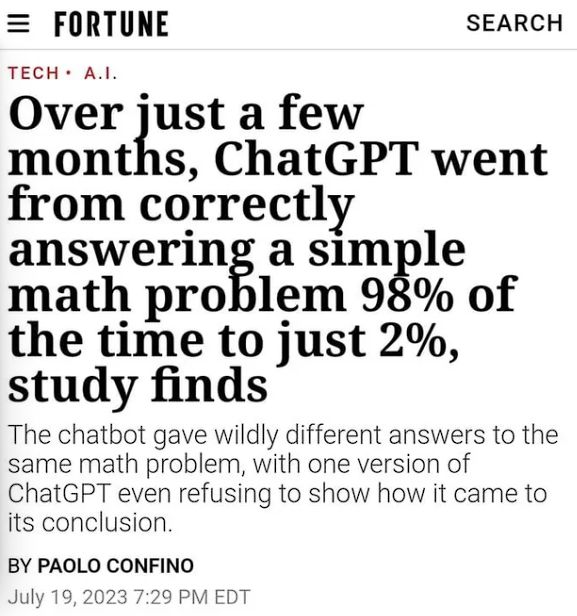 FORTUNE SEARCH
TECH • A.I.
Over just a few
months, ChatGPT went
from correctly
answering a simple
math problem 98% of
the time to just 2%,
study finds
The chatbot gave wildly different answers to the
same math problem, with one version of
ChatGPT even refusing to show how it came to
its conclusion.
BY PAOLO CONFINO
July 19, 2023 7:29 PM EDT